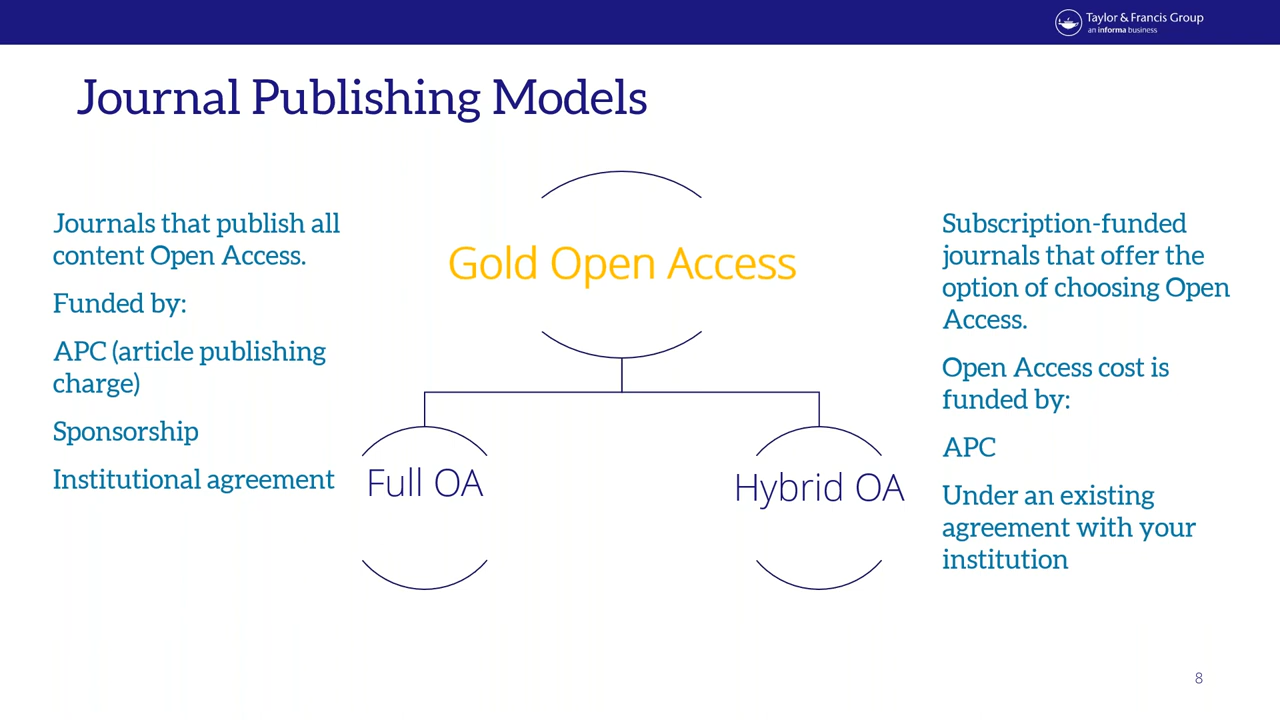 Taylor & Francis Group
an informa business
Journal Publishing Models
Journals that publish all
content Open Access.
Funded by:
APC (article publishing
charge)
Sponsorship
Institutional agreement
Gold Open Access
Full OA
Hybrid OA
Subscription-funded
journals that offer the
option of choosing Open
Access.
Open Access cost is
funded by:
APC
Under an existing
agreement with your
institution
8